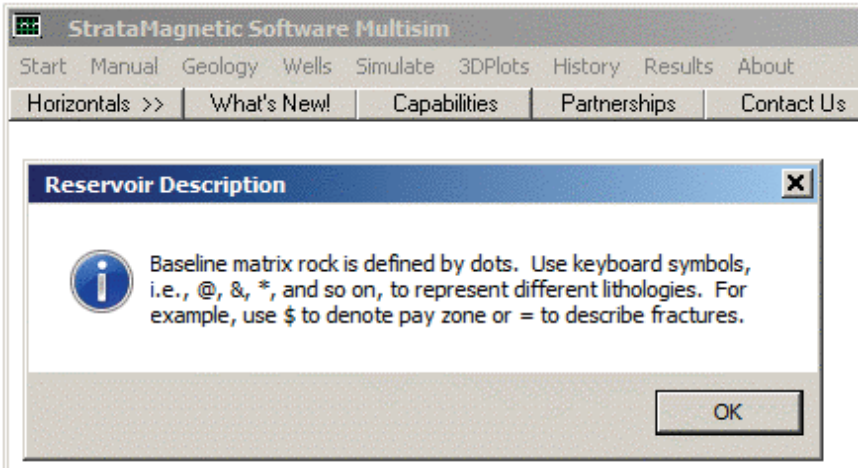 StrataMagnetic Software Multisim
Start Manual Geology Wells Simulate 3DPlots History Results About
Horizontals >> What's New! Capabilities Partnerships Contact Us
Reservoir Description
Baseline matrix rock is defined by dots. Use keyboard symbols,
i.e., @, &, *, and so on, to represent different lithologies. For
example, use $ to denote pay zone or = to describe fractures.
OK